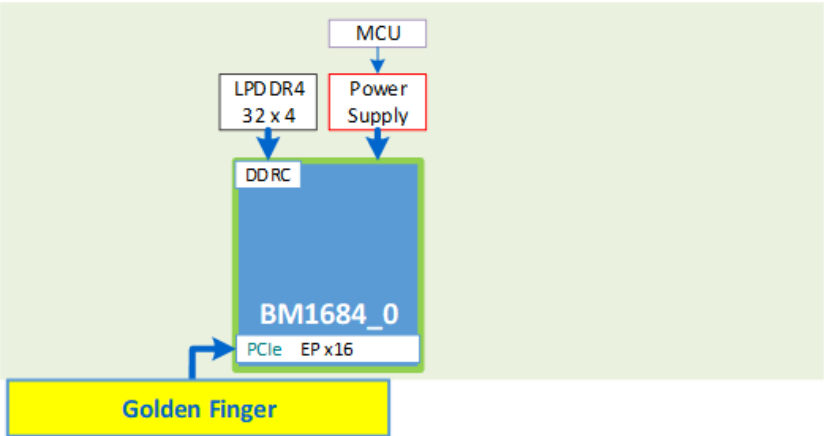 MCU
LPDDR4
32 x 4
Power
Supply
DDRC
BM1684_0
PCIe EP x16
Golden Finger